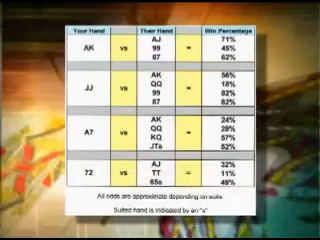 Your Hand Their Hand Win Percentage
AJ 71%
AK vs 99 = 45%
87 62%
AK 56%
JJ vs QQ = 18%
99 82%
87 82%
AK 24%
A7 vs QQ = 28%
KQ 57%
JTs 52%
AJ 32%
72 vs TT = 11%
65s 49%
All odds are approximate depending on suits
Suited hand is indicated by an "s"